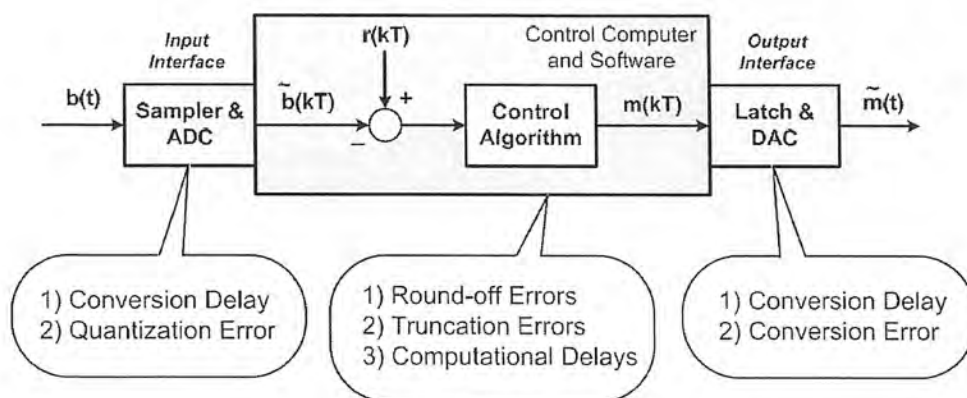 Input
Interface
r(kT)
Control Computer
and Software
Output
Interface
b(t)
Sampler &
ADC
b̃(kT)
+
−
Control
Algorithm
m(kT)
Latch &
DAC
m̃(t)
1) Conversion Delay
2) Quantization Error
1) Round-off Errors
2) Truncation Errors
3) Computational Delays
1) Conversion Delay
2) Conversion Error